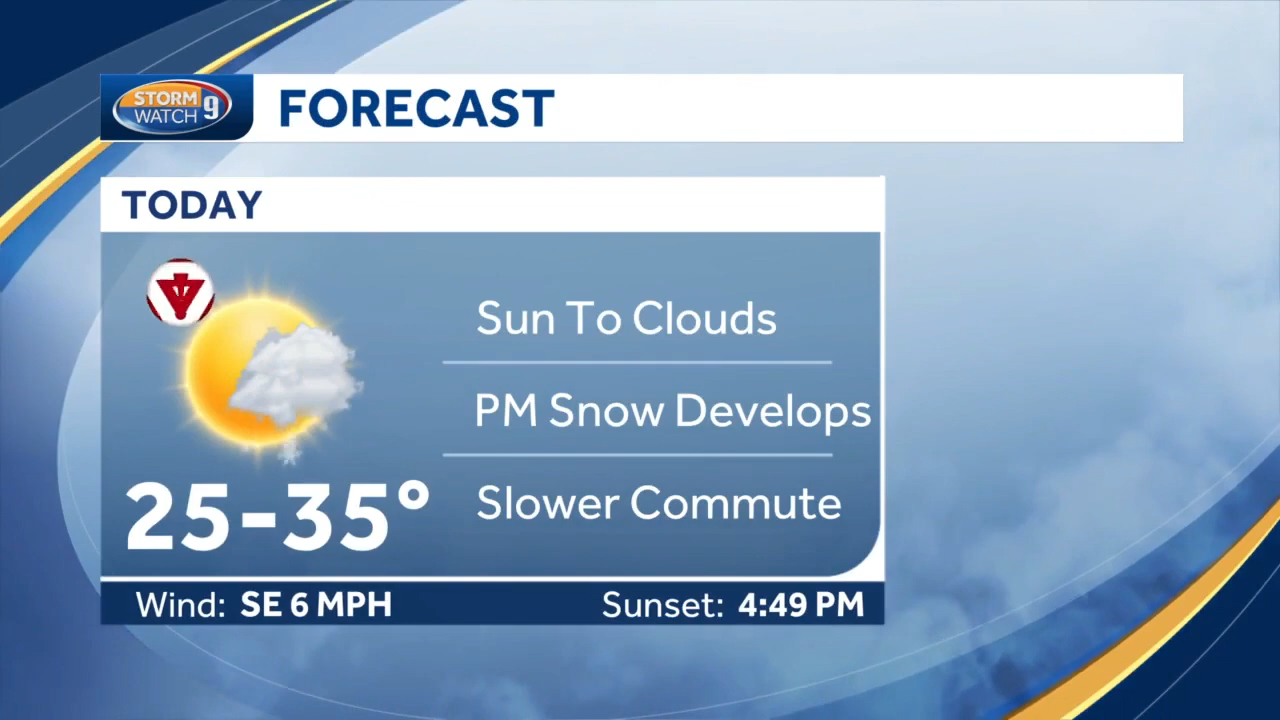 STORM
WATCH 9
FORECAST
TODAY
Sun To Clouds
PM Snow Develops
25-35°
Slower Commute
Wind: SE 6 MPH
Sunset: 4:49 PM